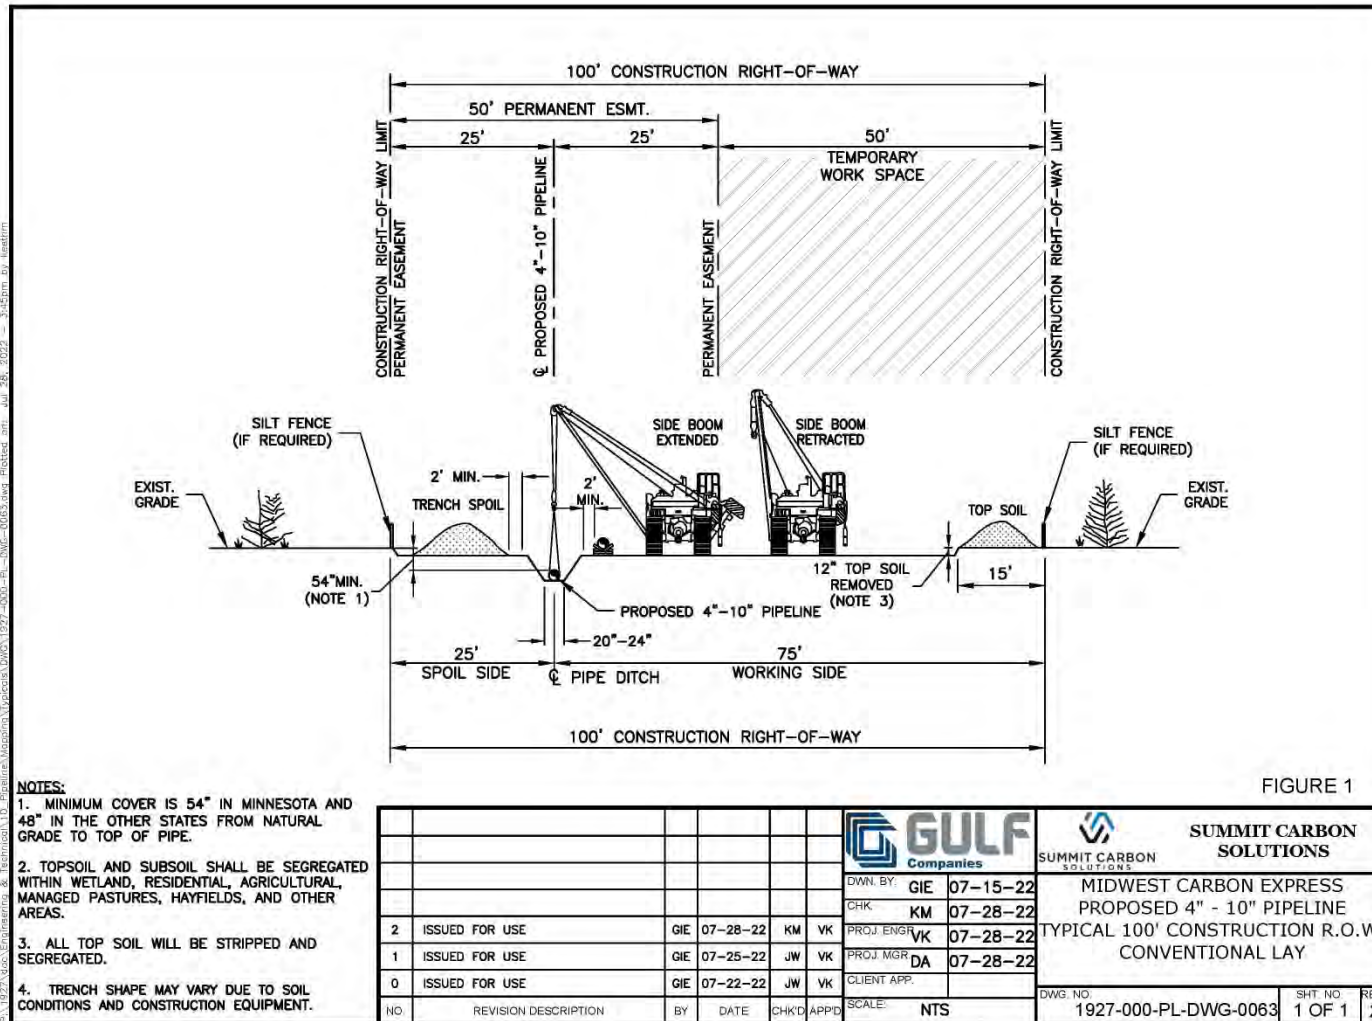 100' CONSTRUCTION RIGHT-OF-WAY
50' PERMANENT ESMT.
25'
25'
50'
TEMPORARY
WORK SPACE
CONSTRUCTION RIGHT-OF-WAY LIMIT
PERMANENT EASEMENT
℄ PROPOSED 4"-10" PIPELINE
PERMANENT EASEMENT
CONSTRUCTION RIGHT-OF-WAY LIMIT
SILT FENCE
(IF REQUIRED)
SIDE BOOM
EXTENDED
SIDE BOOM
RETRACTED
SILT FENCE
(IF REQUIRED)
EXIST.
GRADE
2' MIN.
TRENCH SPOIL
2'
MIN.
TOP SOIL
EXIST.
GRADE
54"MIN.
(NOTE 1)
12" TOP SOIL
REMOVED
(NOTE 3)
15'
PROPOSED 4"-10" PIPELINE
20"-24"
25'
SPOIL SIDE
℄ PIPE DITCH
75'
WORKING SIDE
100' CONSTRUCTION RIGHT-OF-WAY
FIGURE 1
NOTES:
1. MINIMUM COVER IS 54" IN MINNESOTA AND
48" IN THE OTHER STATES FROM NATURAL
GRADE TO TOP OF PIPE.
2. TOPSOIL AND SUBSOIL SHALL BE SEGREGATED
WITHIN WETLAND, RESIDENTIAL, AGRICULTURAL,
MANAGED PASTURES, HAYFIELDS, AND OTHER
AREAS.
3. ALL TOP SOIL WILL BE STRIPPED AND
SEGREGATED.
4. TRENCH SHAPE MAY VARY DUE TO SOIL
CONDITIONS AND CONSTRUCTION EQUIPMENT.
2 ISSUED FOR USE GIE 07-28-22 KM VK
1 ISSUED FOR USE GIE 07-25-22 JW VK
0 ISSUED FOR USE GIE 07-22-22 JW VK
NO. REVISION DESCRIPTION BY DATE CHK'D APP'D
GULF
Companies
DWN. BY. GIE 07-15-22
CHK. KM 07-28-22
PROJ. ENGR. VK 07-28-22
PROJ. MGR. DA 07-28-22
CLIENT APP.
SCALE: NTS
SUMMIT CARBON
SOLUTIONS
SUMMIT CARBON
SOLUTIONS
MIDWEST CARBON EXPRESS
PROPOSED 4" - 10" PIPELINE
TYPICAL 100' CONSTRUCTION R.O.W
CONVENTIONAL LAY
DWG. NO.
1927-000-PL-DWG-0063
SHT. NO.
1 OF 1